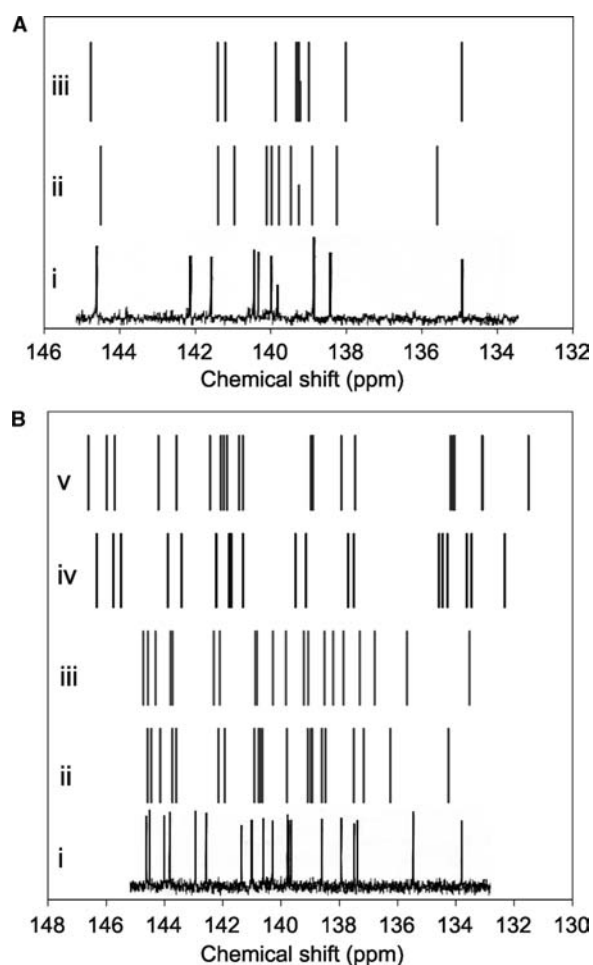 A
iii
ii
i
146 144 142 140 138 136 134 132
Chemical shift (ppm)
B
v
iv
iii
ii
i
148 146 144 142 140 138 136 134 132 130
Chemical shift (ppm)